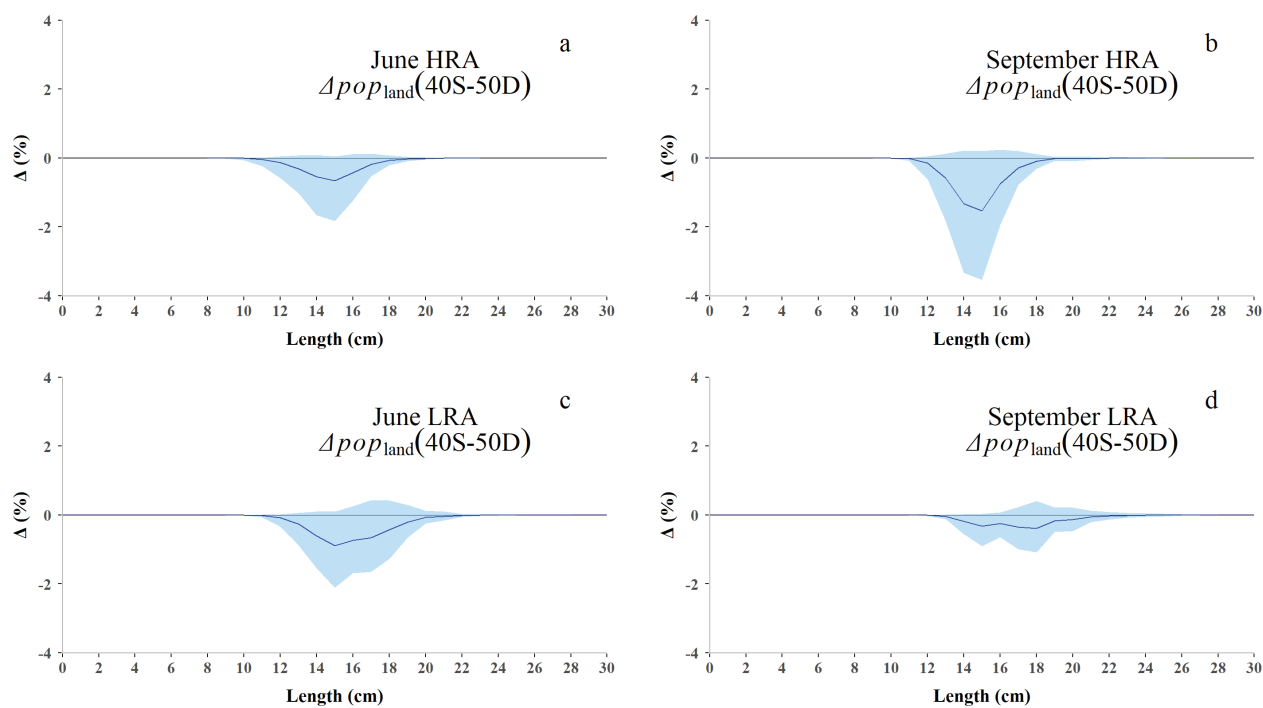 a
June HRA
Δpop_land(40S-50D)
Δ (%)
4
2
0
-2
-4
0 2 4 6 8 10 12 14 16 18 20 22 24 26 28 30
Length (cm)
b
September HRA
Δpop_land(40S-50D)
Δ (%)
4
2
0
-2
-4
0 2 4 6 8 10 12 14 16 18 20 22 24 26 28 30
Length (cm)
c
June LRA
Δpop_land(40S-50D)
Δ (%)
4
2
0
-2
-4
0 2 4 6 8 10 12 14 16 18 20 22 24 26 28 30
Length (cm)
d
September LRA
Δpop_land(40S-50D)
Δ (%)
4
2
0
-2
-4
0 2 4 6 8 10 12 14 16 18 20 22 24 26 28 30
Length (cm)